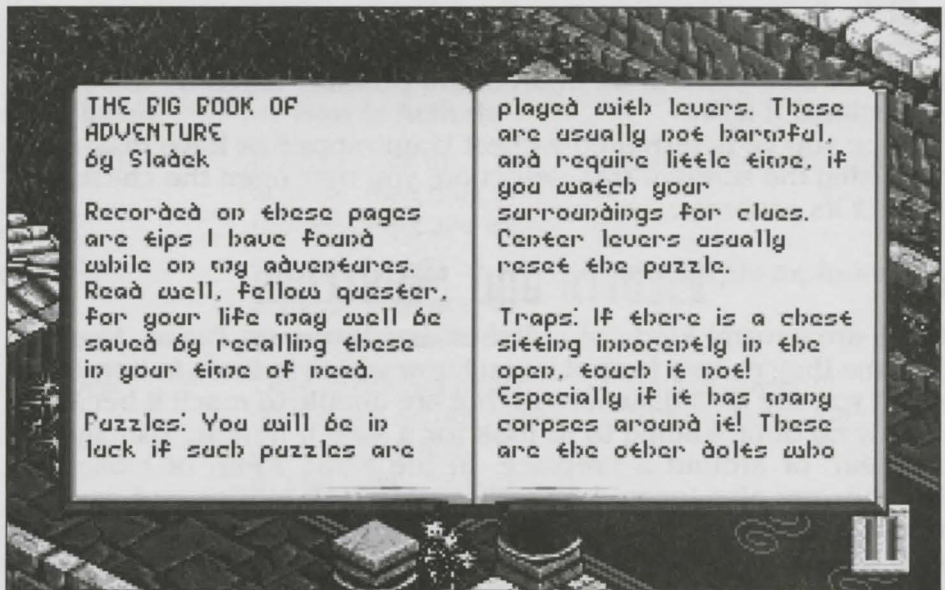 THE BIG BOOK OF
ADVENTURE
by Sladek
Recorded on these pages
are tips I have found
while on my adventures.
Read well, fellow quester,
for your life may well be
saved by recalling these
in your time of need.
Puzzles: You will be in
luck if such puzzles are
played with levers. These
are usually not harmful,
and require little time, if
you watch your
surroundings for clues.
Center levers usually
reset the puzzle.
Traps: If there is a chest
sitting innocently in the
open, touch it not!
Especially if it has many
corpses around it! These
are the other dolts who